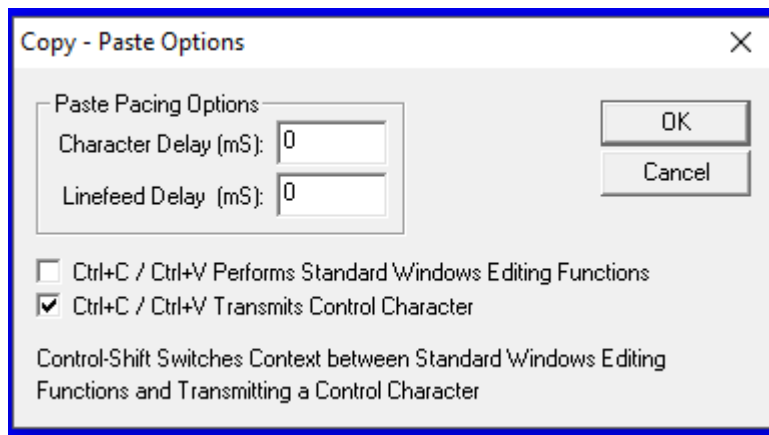 Copy - Paste Options
Paste Pacing Options
Character Delay (mS): 0
Linefeed Delay (mS): 0
OK
Cancel
Ctrl+C / Ctrl+V Performs Standard Windows Editing Functions
Ctrl+C / Ctrl+V Transmits Control Character
Control-Shift Switches Context between Standard Windows Editing
Functions and Transmitting a Control Character